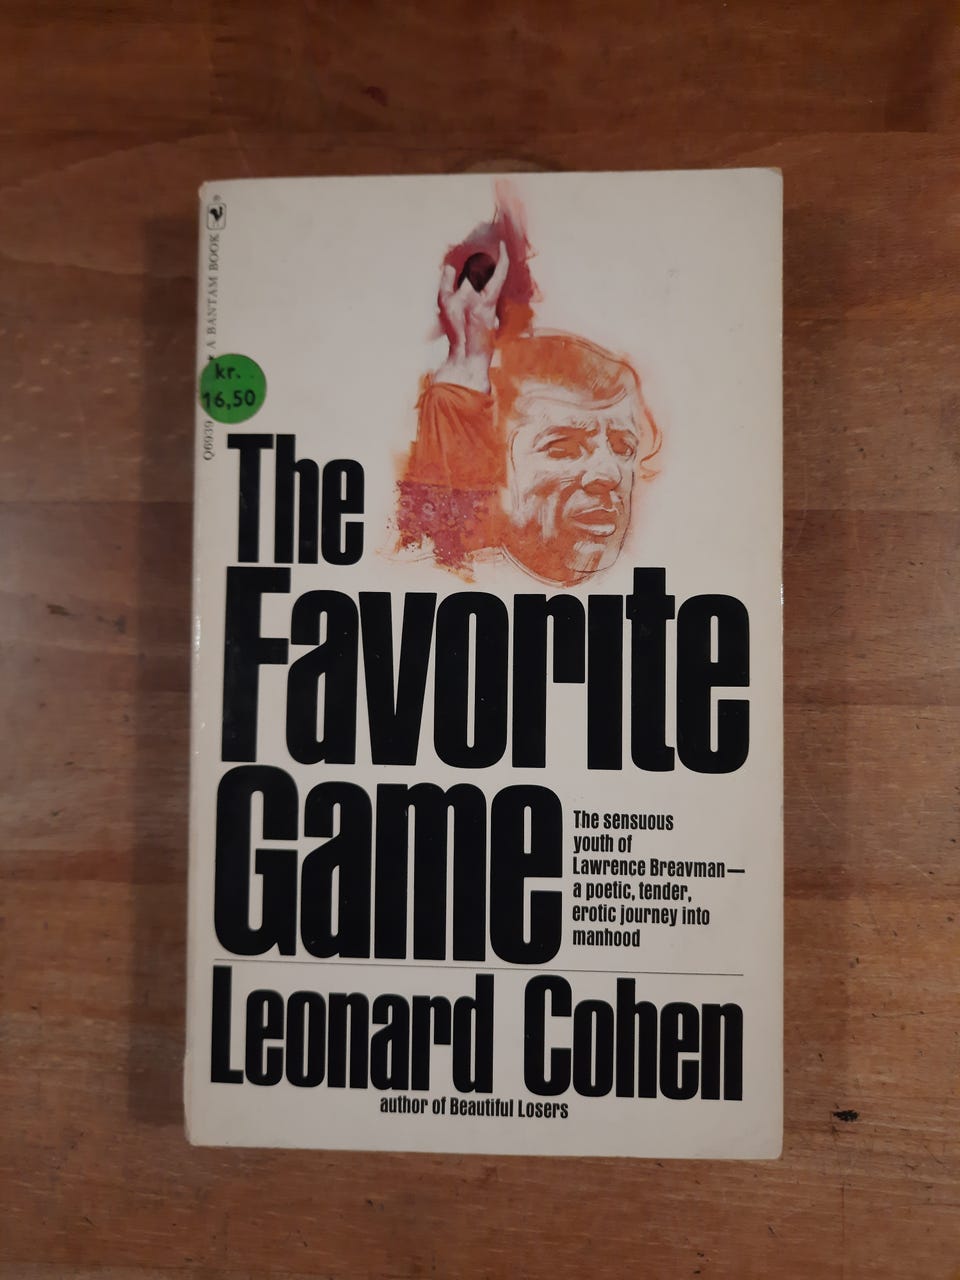 Q6939 ★ A BANTAM BOOK
kr.
16,50
The
Favorite
Game
The sensuous
youth of
Lawrence Breavman—
a poetic, tender,
erotic journey into
manhood
Leonard Cohen
author of Beautiful Losers